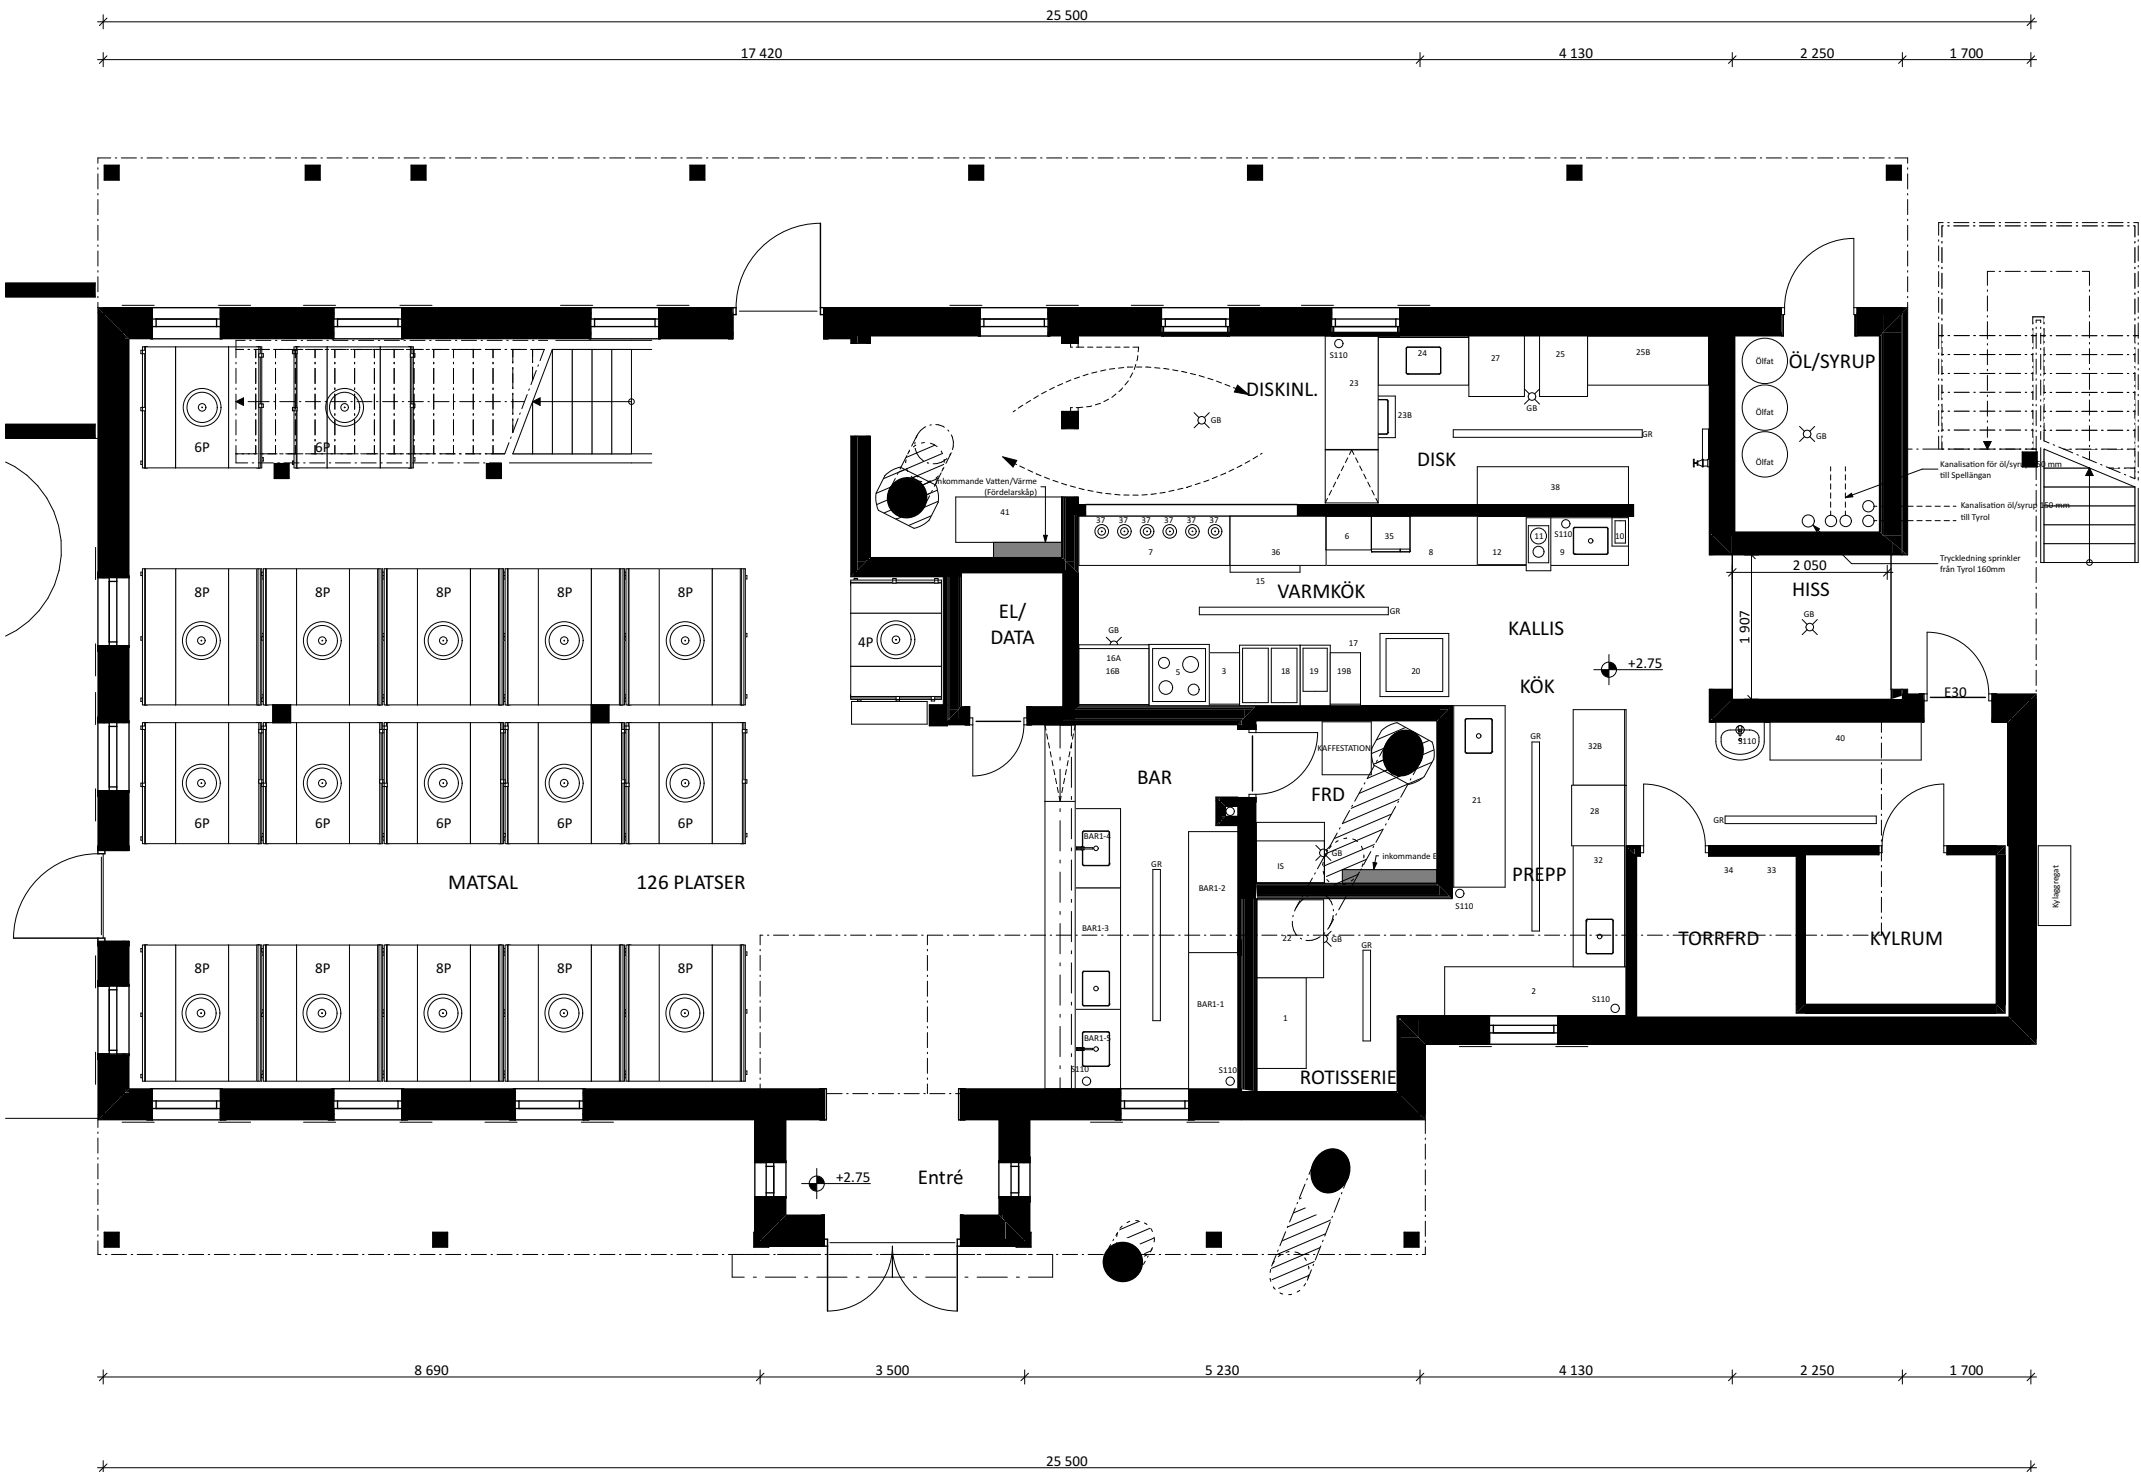 25 500
17 420
4 130
2 250
1 700
6P
6P
DISKINL.
GB
S110
23
24
27
25
25B
23B
GB
GR
DISK
38
ÖL/SYRUP
Ölfat
Ölfat
Ölfat
GB
Kanalisation för öl/syrup
till Spellängan
Kanalisation öl/syrup
till Tyrol
Tryckledning sprinkler
från Tyrol 160mm
inkommande Vatten/Värme
(Fördelarskåp)
41
37
37
37
37
37
37
7
36
6
35
8
12
11
S110
9
10
15
VARMKÖK
GR
KALLIS
2 050
HISS
GB
1 907
8P
8P
8P
8P
8P
4P
EL/
DATA
GB
16A
16B
5
3
18
19
17
19B
20
KÖK
+2.75
E30
BAR
KAFFESTATION
FRD
21
GR
32B
28
S110
40
GR
6P
6P
6P
6P
6P
BAR1-4
GR
BAR1-2
IS
GB
inkommande E
MATSAL
126 PLATSER
PREPP
32
34
33
Kylaggregat
S110
BAR1-3
22
GB
GR
TORRFRD
KYLRUM
8P
8P
8P
8P
8P
BAR1-1
1
2
S110
BAR1-5
S110
S110
ROTISSERIE
+2.75
Entré
8 690
3 500
5 230
4 130
2 250
1 700
25 500